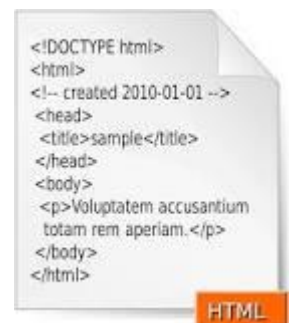 <!DOCTYPE html>
<html>
<!-- created 2010-01-01 -->
<head>
<title>sample</title>
</head>
<body>
<p>Voluptatem accusantium
totam rem aperiam.</p>
</body>
</html>
HTML